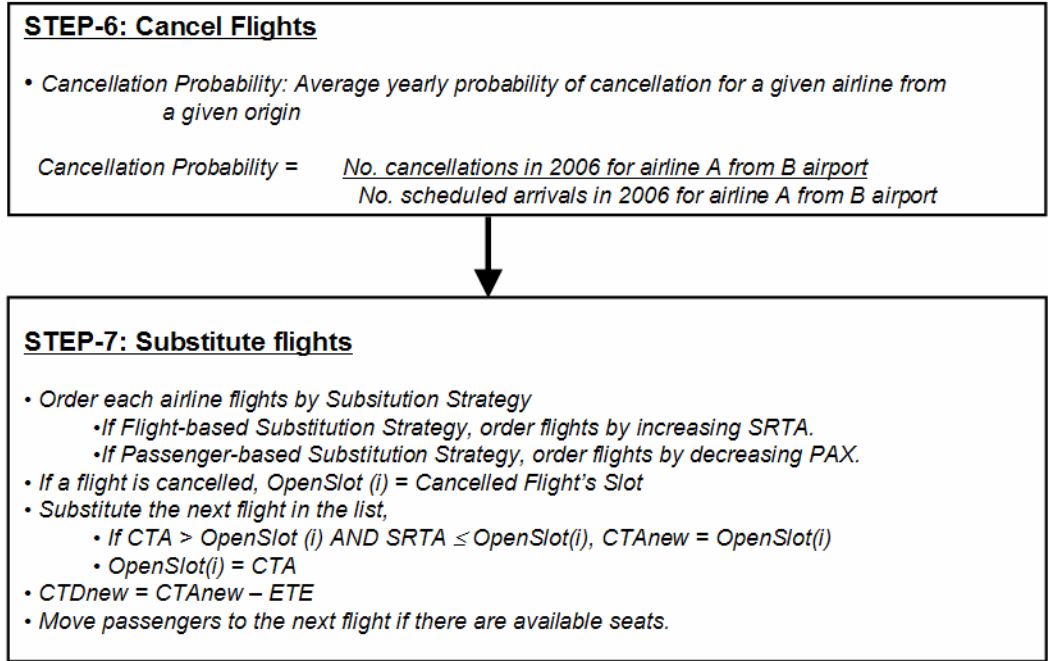 STEP-6: Cancel Flights
• Cancellation Probability: Average yearly probability of cancellation for a given airline from
a given origin
Cancellation Probability = No. cancellations in 2006 for airline A from B airport
No. scheduled arrivals in 2006 for airline A from B airport
STEP-7: Substitute flights
• Order each airline flights by Subsitution Strategy
•If Flight-based Substitution Strategy, order flights by increasing SRTA.
•If Passenger-based Substitution Strategy, order flights by decreasing PAX.
• If a flight is cancelled, OpenSlot (i) = Cancelled Flight's Slot
• Substitute the next flight in the list,
• If CTA > OpenSlot (i) AND SRTA ≤ OpenSlot(i), CTAnew = OpenSlot(i)
• OpenSlot(i) = CTA
• CTDnew = CTAnew – ETE
• Move passengers to the next flight if there are available seats.